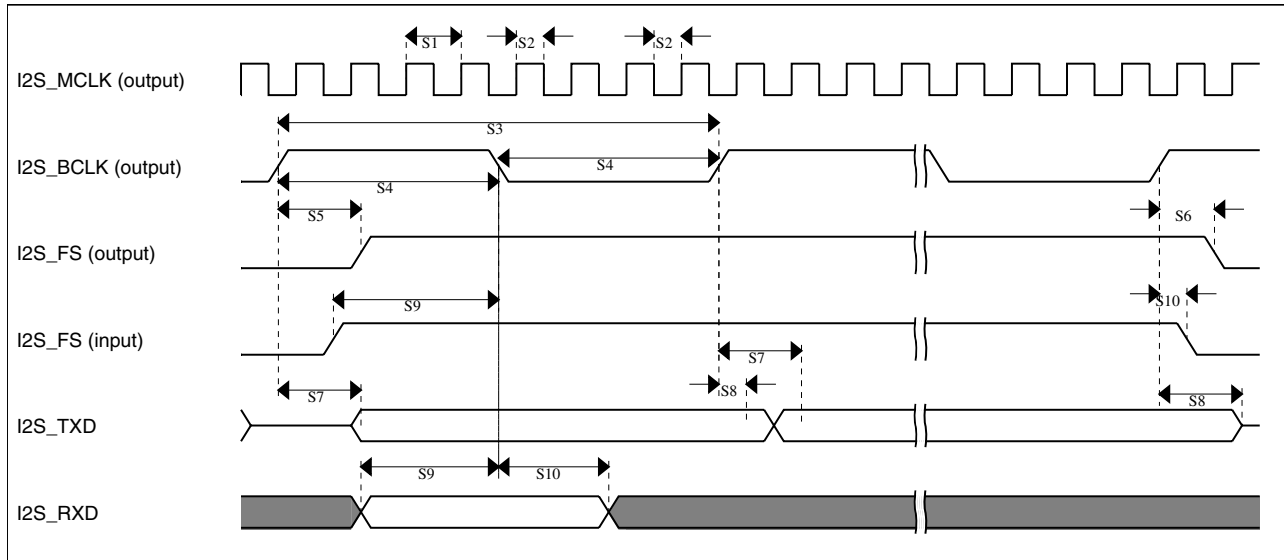 S1 S2 S2
I2S_MCLK (output)
S3
I2S_BCLK (output) S4
S4
S5 S6
I2S_FS (output)
S9 S10
I2S_FS (input)
S7
S7 S8 S8
I2S_TXD
S9 S10
I2S_RXD